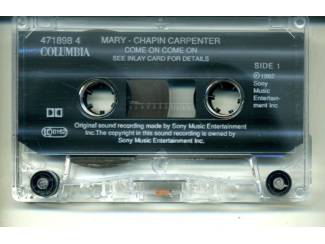 471898 4
COLUMBIA
MARY - CHAPIN CARPENTER
COME ON COME ON
SEE INLAY CARD FOR DETAILS
SIDE 1
℗ 1992
Sony
Music
Entertain-
ment Inc
Original sound recording made by Sony Music Entertainment
Inc.The copyright in this sound recording is owned by
Sony Music Entertainment Inc.